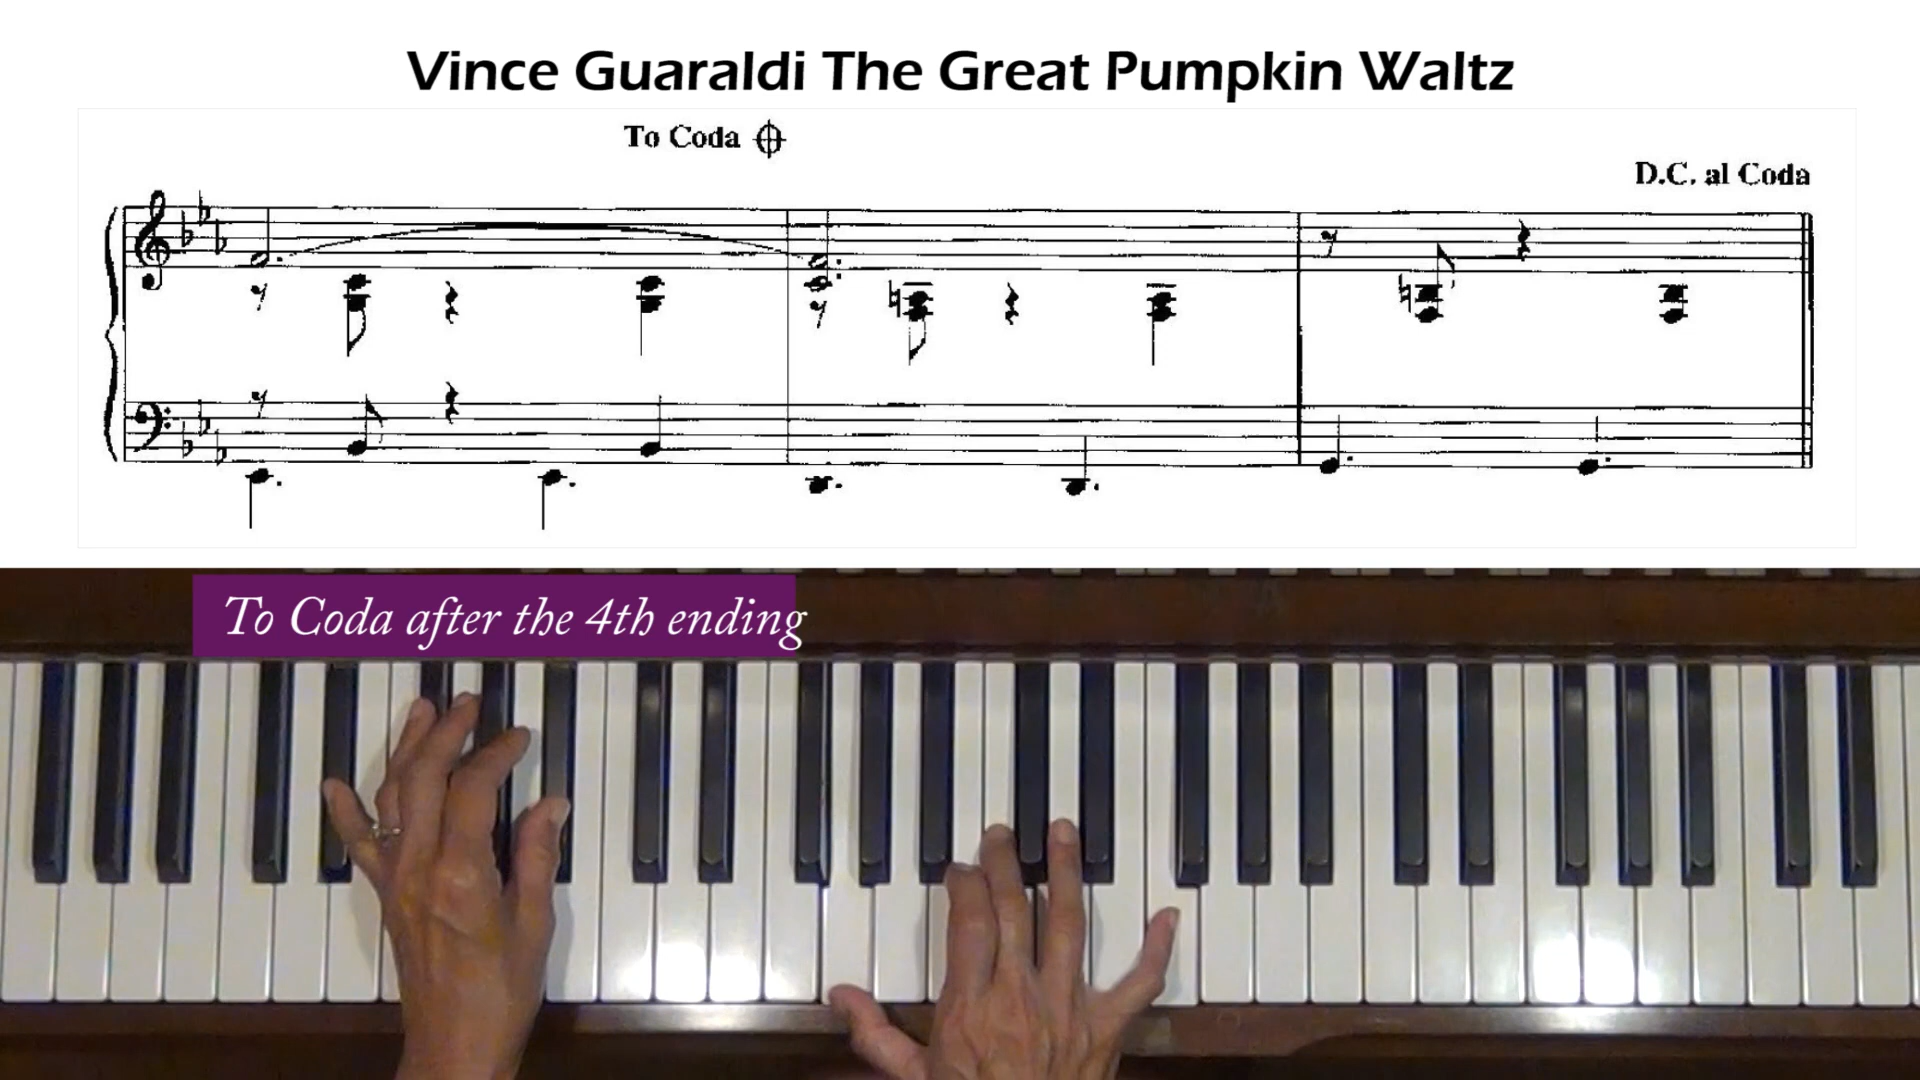 Vince Guaraldi The Great Pumpkin Waltz
To Coda
D.C. al Coda
To Coda after the 4th ending